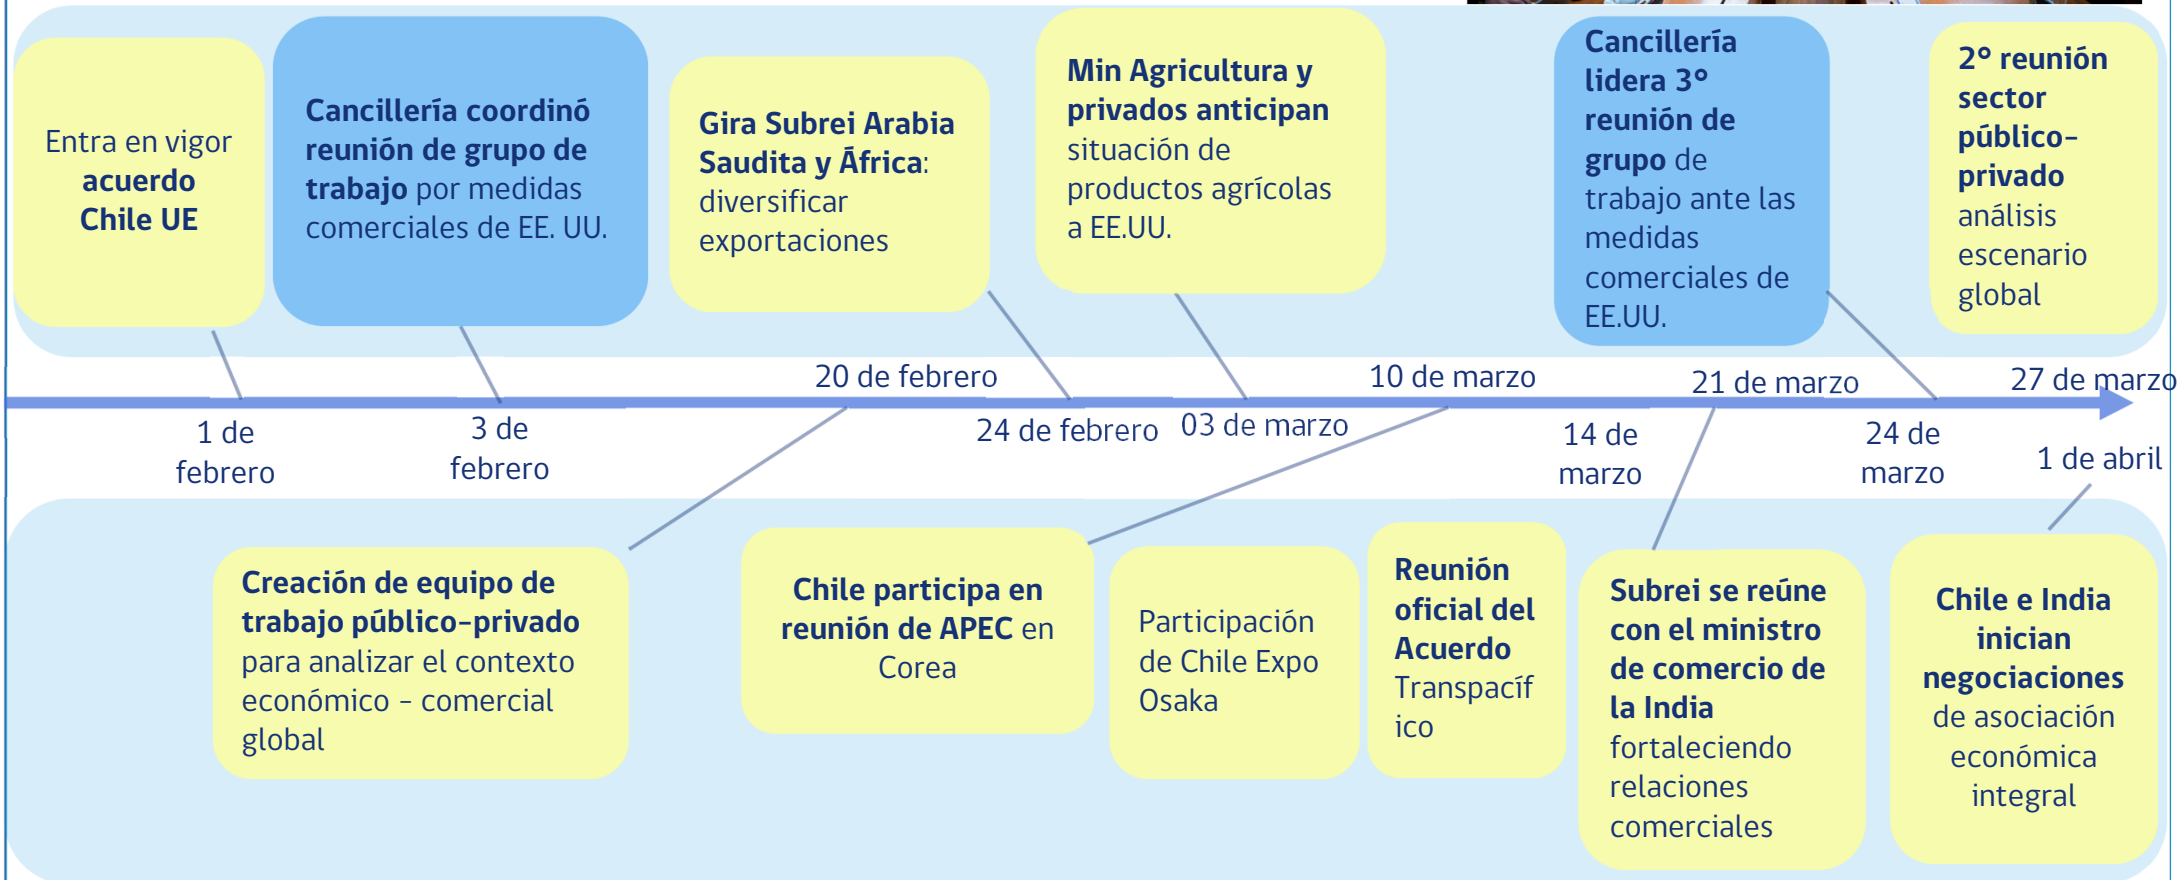 Entra en vigor
acuerdo
Chile UE
Cancillería coordinó
reunión de grupo de
trabajo por medidas
comerciales de EE. UU.
Gira Subrei Arabia
Saudita y África:
diversificar
exportaciones
Min Agricultura y
privados anticipan
situación de
productos agrícolas
a EE.UU.
Cancillería
lidera 3°
reunión de
grupo de
trabajo ante las
medidas
comerciales de
EE.UU.
2° reunión
sector
público-
privado
análisis
escenario
global
20 de febrero
10 de marzo
21 de marzo
27 de marzo
1 de
febrero
3 de
febrero
24 de febrero
03 de marzo
14 de
marzo
24 de
marzo
1 de abril
Creación de equipo de
trabajo público-privado
para analizar el contexto
económico - comercial
global
Chile participa en
reunión de APEC en
Corea
Participación
de Chile Expo
Osaka
Reunión
oficial del
Acuerdo
Transpacíf
ico
Subrei se reúne
con el ministro
de comercio de
la India
fortaleciendo
relaciones
comerciales
Chile e India
inician
negociaciones
de asociación
económica
integral